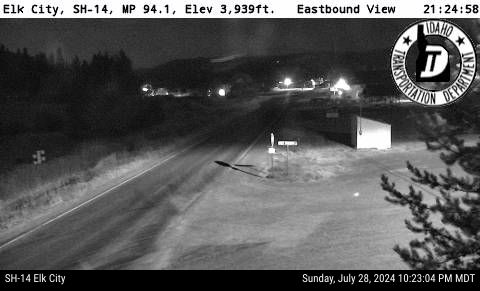 Elk City, SH-14, MP 94.1, Elev 3,939ft. Eastbound View 21:24:58
IDAHO
TRANSPORTATION DEPARTMENT
SH-14 Elk City Sunday, July 28, 2024 10:23:04 PM MDT